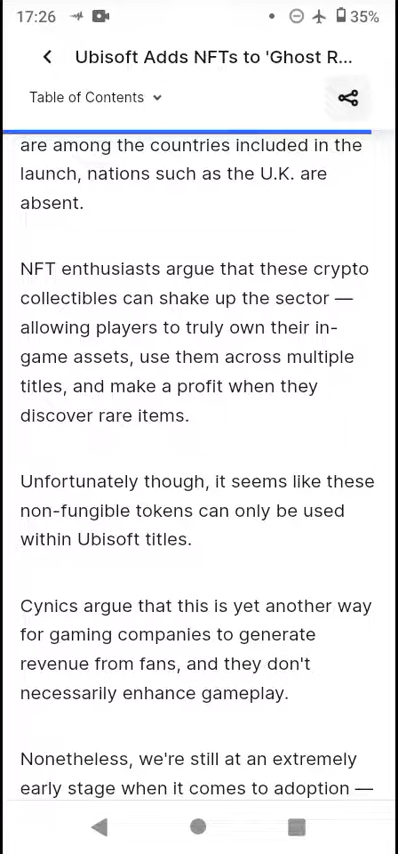 17:26
35%
Ubisoft Adds NFTs to 'Ghost R...
Table of Contents
are among the countries included in the
launch, nations such as the U.K. are
absent.
NFT enthusiasts argue that these crypto
collectibles can shake up the sector —
allowing players to truly own their in-
game assets, use them across multiple
titles, and make a profit when they
discover rare items.
Unfortunately though, it seems like these
non-fungible tokens can only be used
within Ubisoft titles.
Cynics argue that this is yet another way
for gaming companies to generate
revenue from fans, and they don't
necessarily enhance gameplay.
Nonetheless, we're still at an extremely
early stage when it comes to adoption —